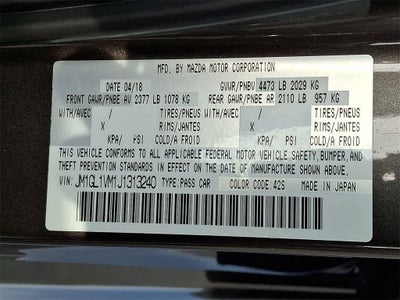 MFD. BY MAZDA MOTOR CORPORATION
DATE 04/18 GVWR/PNBV 4473 LB 2029 KG
FRONT GAWR/PNBE AV 2377 LB 1078 KG REAR GAWR/PNBE AR 2110 LB 957 KG
WITH/AVEC / TIRES/PNEUS WITH/AVEC / TIRES/PNEUS
X RIMS/JANTES X RIMS/JANTES
KPA/ PSI COLD/A FROID KPA/ PSI COLD/A FROID
THIS VEHICLE CONFORMS TO ALL APPLICABLE FEDERAL MOTOR VEHICLE SAFETY, BUMPER, AND
THEFT PREVENTION STANDARDS IN EFFECT ON THE DATE OF MANUFACTURE SHOWN ABOVE.
VIN: JM1GL1VM1J1313240 TYPE:PASS CAR COLOR CODE:42S MADE IN JAPAN